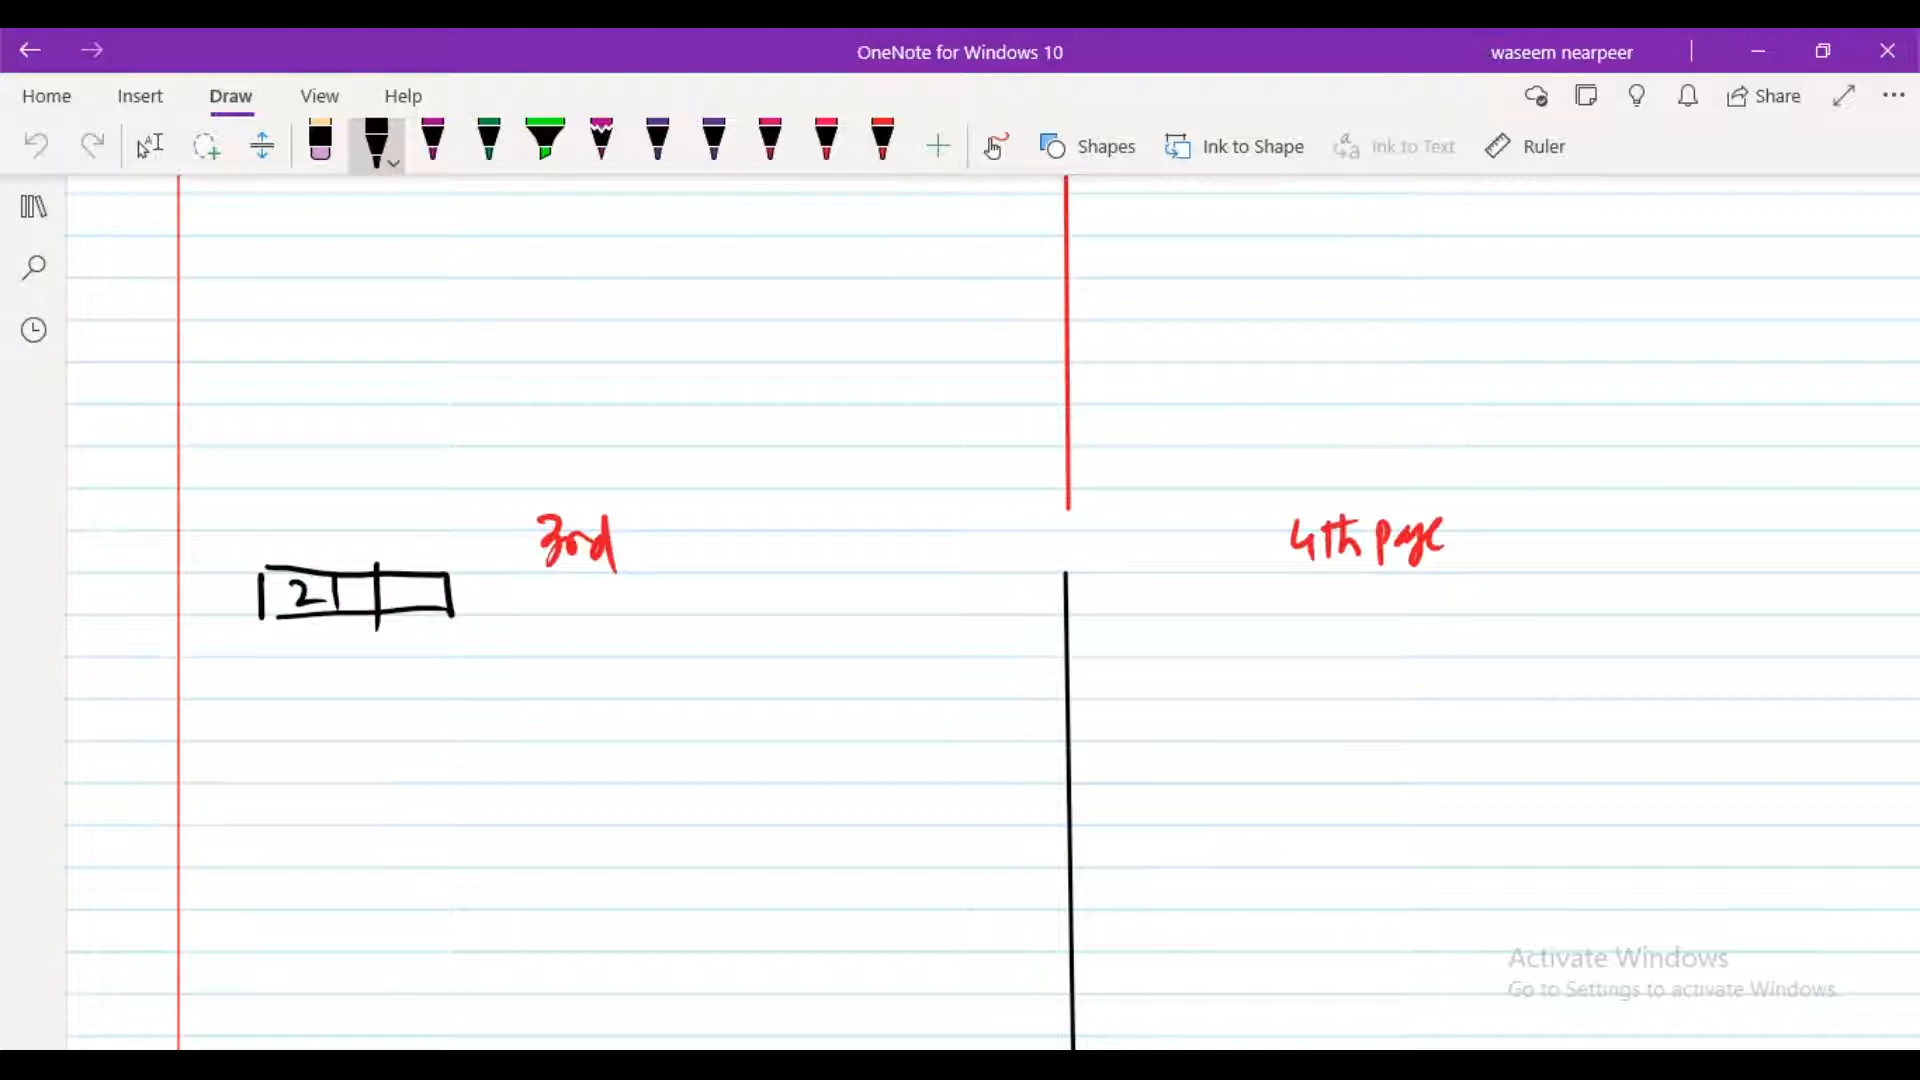 OneNote for Windows 10
waseem nearpeer
Home Insert Draw View Help
Share
Shapes Ink to Shape Ink to Text Ruler
3rd
4th page
2
Activate Windows
Go to Settings to activate Windows.